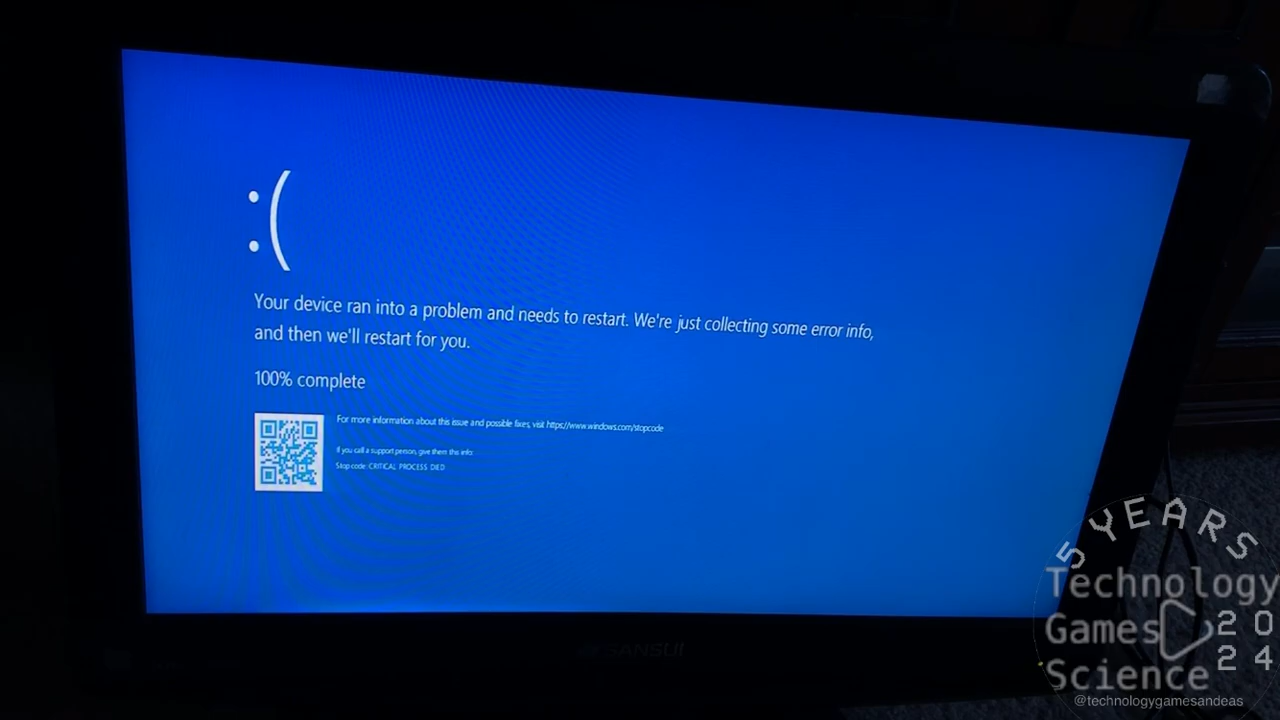 :(
Your device ran into a problem and needs to restart. We're just collecting some error info,
and then we'll restart for you.
100% complete
For more information about this issue and possible fixes, visit https://www.windows.com/stopcode
If you call a support person, give them this info:
Stop code: CRITICAL PROCESS DIED
SANSUI
5 YEARS
Technology
Games
Science
20
24
@technologygamesandeas